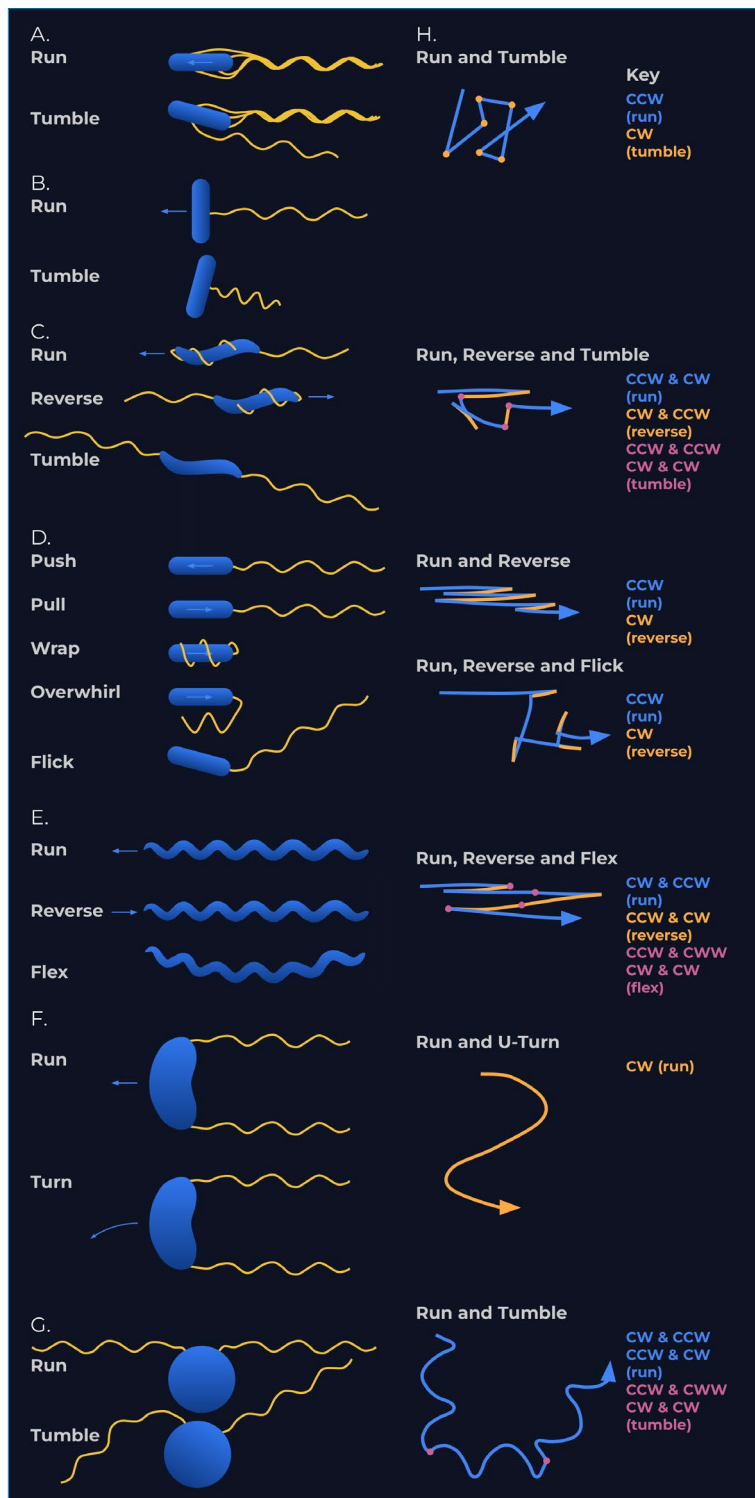 A.
Run
Tumble
B.
Run
Tumble
C.
Run
Reverse
Tumble
D.
Push
Pull
Wrap
Overwhirl
Flick
E.
Run
Reverse
Flex
F.
Run
Turn
G.
Run
Tumble
H.
Run and Tumble
Key
CCW
(run)
CW
(tumble)
Run, Reverse and Tumble
CCW & CW
(run)
CW & CCW
(reverse)
CCW & CCW
CW & CW
(tumble)
Run and Reverse
CCW
(run)
CW
(reverse)
Run, Reverse and Flick
CCW
(run)
CW
(reverse)
Run, Reverse and Flex
CW & CCW
(run)
CCW & CW
(reverse)
CCW & CWW
CW & CW
(flex)
Run and U-Turn
CW (run)
Run and Tumble
CW & CCW
CCW & CW
(run)
CCW & CWW
CW & CW
(tumble)